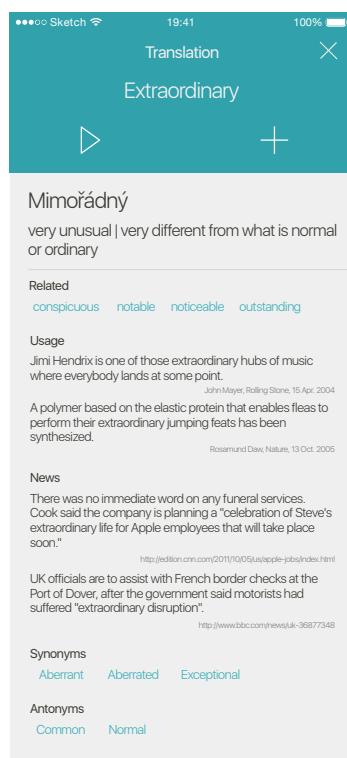 ●●●○○ Sketch 19:41 100%
Translation
Extraordinary
Mimořádný
very unusual | very different from what is normal
or ordinary
Related
conspicuous notable noticeable outstanding
Usage
Jimi Hendrix is one of those extraordinary hubs of music
where everybody lands at some point.
John Mayer, Rolling Stone, 15 Apr. 2004
A polymer based on the elastic protein that enables fleas to
perform their extraordinary jumping feats has been
synthesized.
Rosamund Daw, Nature, 13 Oct. 2005
News
There was no immediate word on any funeral services.
Cook said the company is planning a "celebration of Steve's
extraordinary life for Apple employees that will take place
soon."
http://edition.cnn.com/2011/10/05/us/apple-jobs/index.html
UK officials are to assist with French border checks at the
Port of Dover, after the government said motorists had
suffered "extraordinary disruption".
http://www.bbc.com/news/uk-36877348
Synonyms
Aberrant Aberrated Exceptional
Antonyms
Common Normal